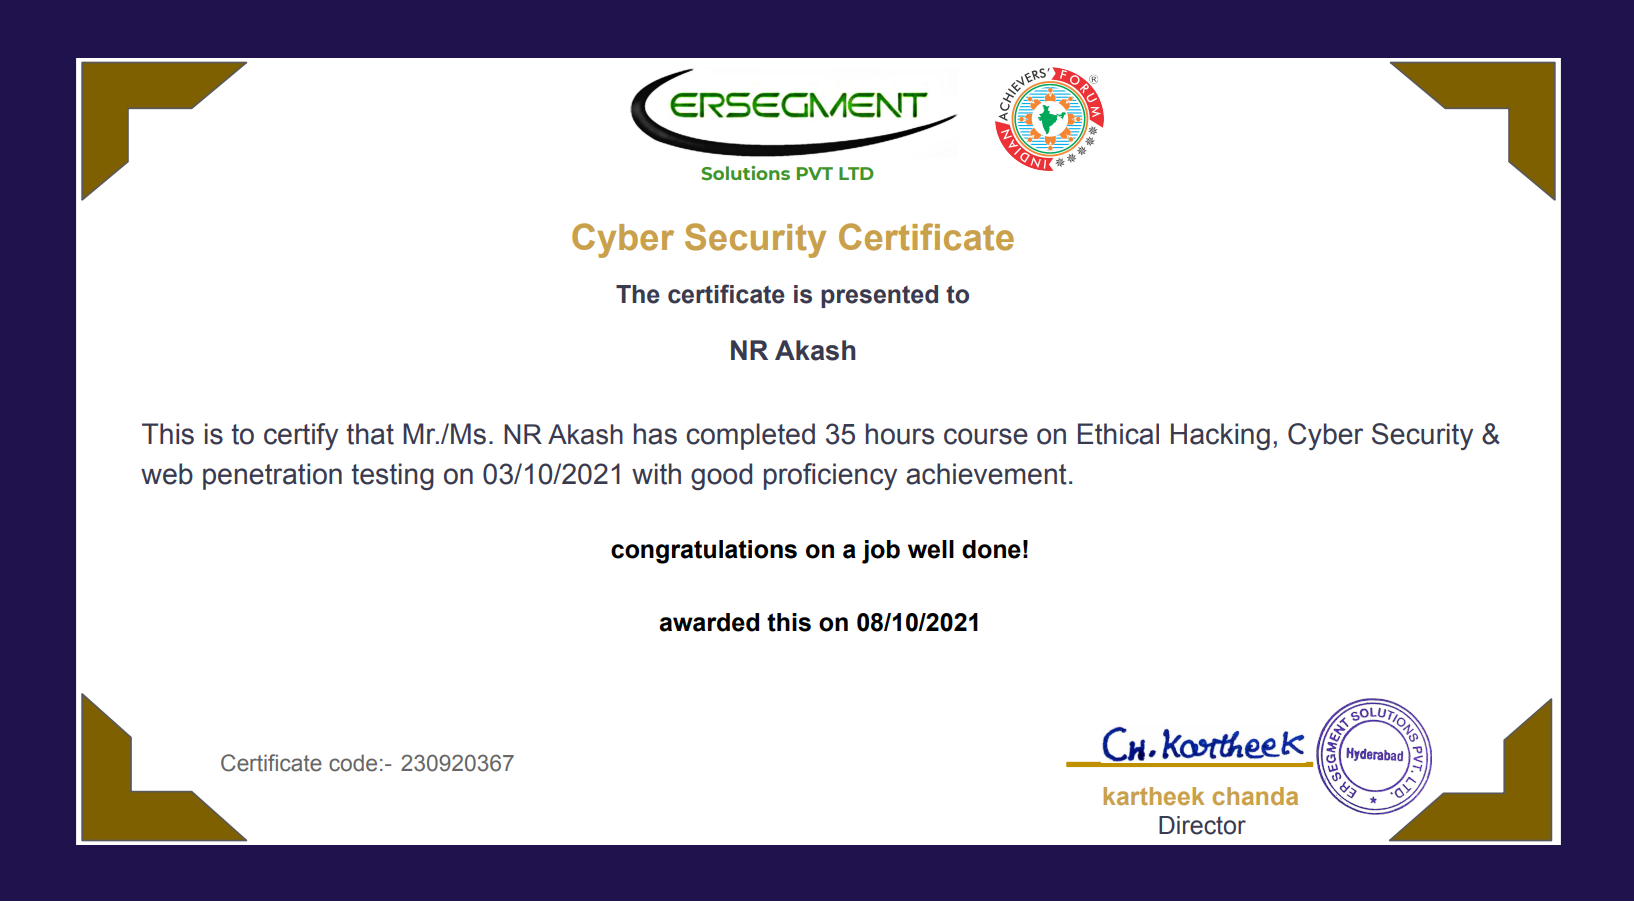 ERSEGMENT
Solutions PVT LTD
INDIAN ACHIEVERS' FORUM ®
Cyber Security Certificate
The certificate is presented to
NR Akash
This is to certify that Mr./Ms. NR Akash has completed 35 hours course on Ethical Hacking, Cyber Security &
web penetration testing on 03/10/2021 with good proficiency achievement.
congratulations on a job well done!
awarded this on 08/10/2021
Certificate code:- 230920367
CH. Kartheek
kartheek chanda
Director
ER SEGMENT SOLUTIONS PVT. LTD.
Hyderabad